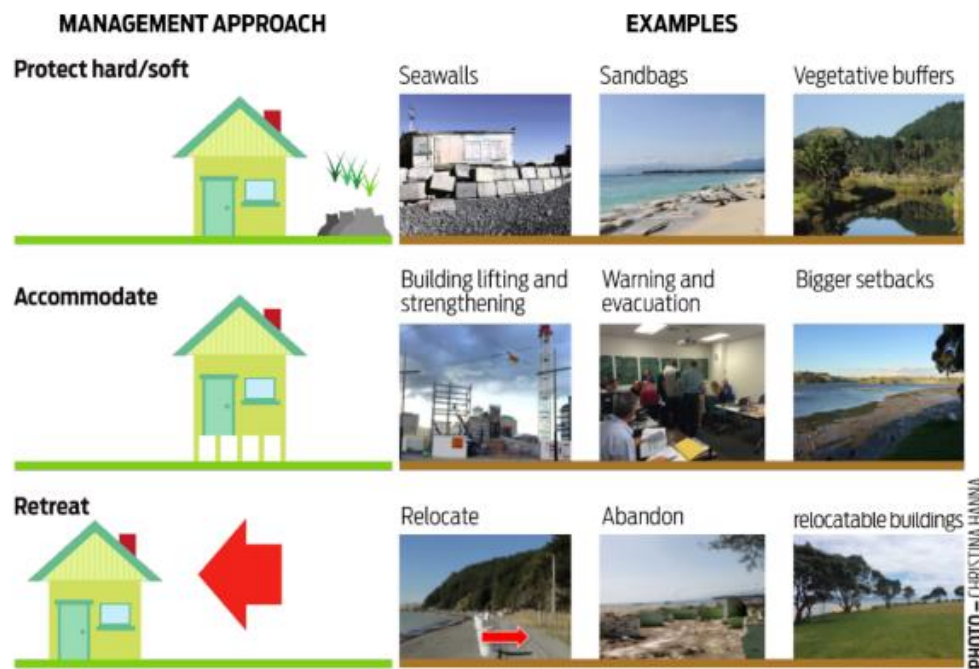 MANAGEMENT APPROACH
EXAMPLES
Protect hard/soft
Seawalls
Sandbags
Vegetative buffers
Accommodate
Building lifting and
strengthening
Warning and
evacuation
Bigger setbacks
Retreat
Relocate
Abandon
relocatable buildings
PHOTO – CHRISTINA HANNA